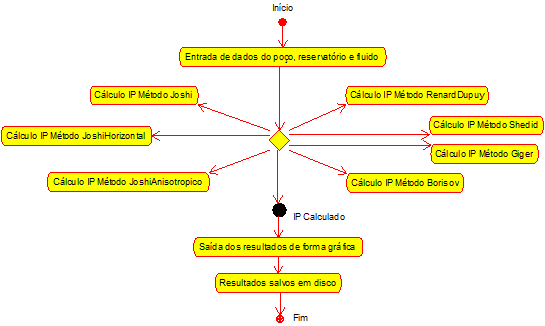 Início
Entrada de dados do poço, reservatório e fluido
Cálculo IP Método Joshi
Cálculo IP Método RenardDupuy
Cálculo IP Método Shedid
Cálculo IP Método JoshiHorizontal
Cálculo IP Método Giger
Cálculo IP Método JoshiAnisotropico
Cálculo IP Método Borisov
IP Calculado
Saída dos resultados de forma gráfica
Resultados salvos em disco
Fim